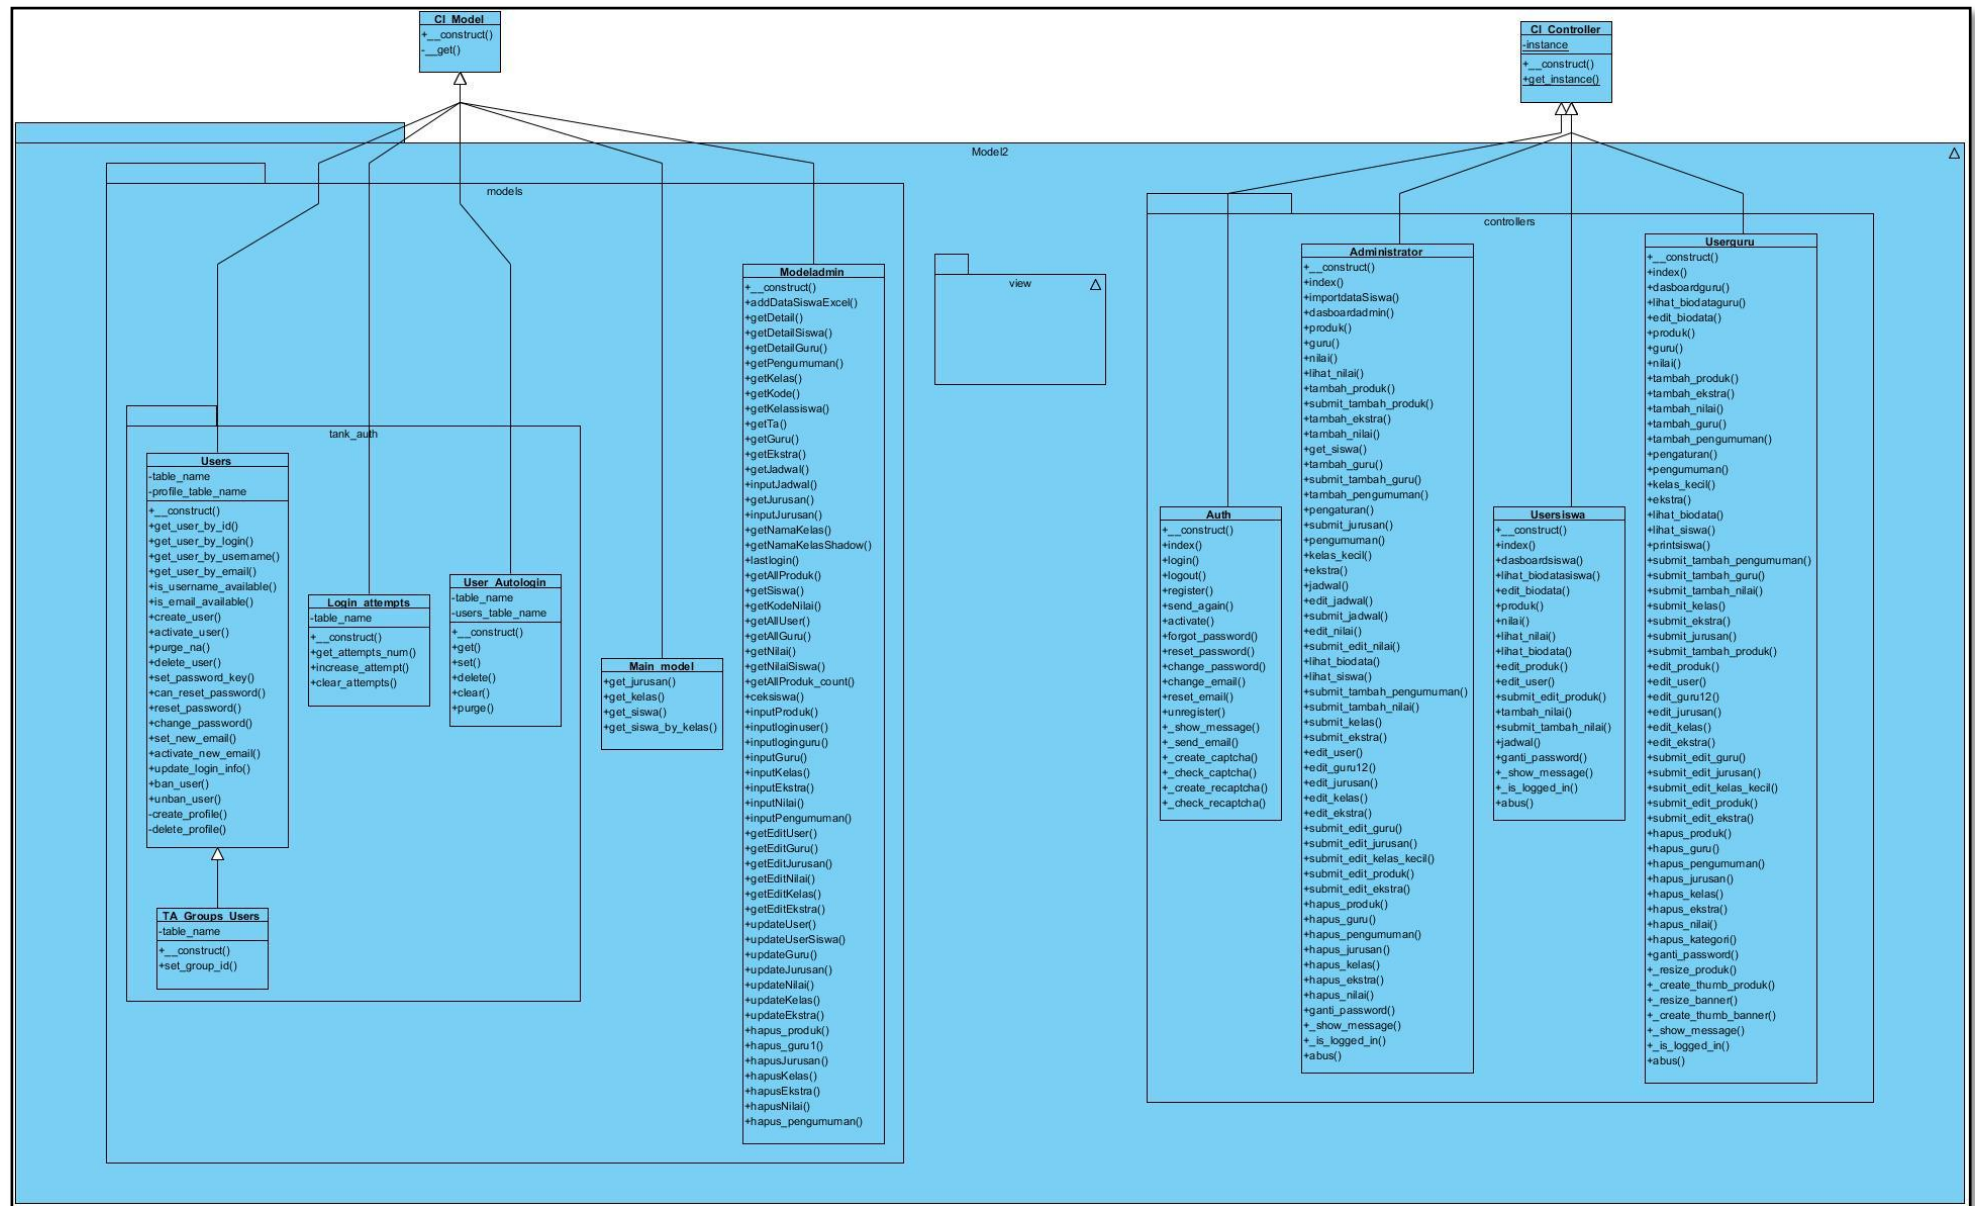 CI_Model
+__construct()
-__get()
CI_Controller
-instance
+__construct()
+get_instance()
Model2
models
tank_auth
Users
-table_name
-profile_table_name
+__construct()
+get_user_by_id()
+get_user_by_login()
+get_user_by_username()
+get_user_by_email()
+is_username_available()
+is_email_available()
+create_user()
+activate_user()
+purge_na()
+delete_user()
+set_password_key()
+can_reset_password()
+reset_password()
+change_password()
+set_new_email()
+activate_new_email()
+update_login_info()
+ban_user()
+unban_user()
-create_profile()
-delete_profile()
TA_Groups_Users
-table_name
+__construct()
+set_group_id()
Login_attempts
-table_name
+__construct()
+get_attempts_num()
+increase_attempt()
+clear_attempts()
User_Autologin
-table_name
-users_table_name
+__construct()
+get()
+set()
+delete()
+clear()
+purge()
Main_model
+get_jurusan()
+get_kelas()
+get_siswa()
+get_siswa_by_kelas()
Modeladmin
+__construct()
+addDataSiswaExcel()
+getDetail()
+getDetailSiswa()
+getDetailGuru()
+getPengumuman()
+getKelas()
+getKode()
+getKelassiswa()
+getTa()
+getGuru()
+getEkstra()
+getJadwal()
+inputJadwal()
+getJurusan()
+inputJurusan()
+getNamaKelas()
+getNamaKelasShadow()
+lastlogin()
+getAllProduk()
+getSiswa()
+getKodeNilai()
+getAllUser()
+getAllGuru()
+getNilai()
+getNilaiSiswa()
+getAllProduk_count()
+ceksiswa()
+inputProduk()
+inputloginuser()
+inputloginguru()
+inputGuru()
+inputKelas()
+inputEkstra()
+inputNilai()
+inputPengumuman()
+getEditUser()
+getEditGuru()
+getEditJurusan()
+getEditNilai()
+getEditKelas()
+getEditEkstra()
+updateUser()
+updateUserSiswa()
+updateGuru()
+updateJurusan()
+updateNilai()
+updateKelas()
+updateEkstra()
+hapus_produk()
+hapus_guru1()
+hapusJurusan()
+hapusKelas()
+hapusEkstra()
+hapusNilai()
+hapus_pengumuman()
view
controllers
Auth
+__construct()
+index()
+login()
+logout()
+register()
+send_again()
+activate()
+forgot_password()
+reset_password()
+change_password()
+change_email()
+reset_email()
+unregister()
+_show_message()
+_send_email()
+_create_captcha()
+_check_captcha()
+_create_recaptcha()
+_check_recaptcha()
Administrator
+__construct()
+index()
+importdataSiswa()
+dasboardadmin()
+produk()
+guru()
+nilai()
+lihat_nilai()
+tambah_produk()
+submit_tambah_produk()
+tambah_ekstra()
+tambah_nilai()
+get_siswa()
+tambah_guru()
+submit_tambah_guru()
+tambah_pengumuman()
+pengaturan()
+submit_jurusan()
+pengumuman()
+kelas_kecil()
+ekstra()
+jadwal()
+edit_jadwal()
+submit_jadwal()
+edit_nilai()
+submit_edit_nilai()
+lihat_biodata()
+lihat_siswa()
+submit_tambah_pengumuman()
+submit_tambah_nilai()
+submit_kelas()
+submit_ekstra()
+edit_user()
+edit_guru12()
+edit_jurusan()
+edit_kelas()
+edit_ekstra()
+submit_edit_guru()
+submit_edit_jurusan()
+submit_edit_kelas_kecil()
+submit_edit_produk()
+submit_edit_ekstra()
+hapus_produk()
+hapus_guru()
+hapus_pengumuman()
+hapus_jurusan()
+hapus_kelas()
+hapus_ekstra()
+hapus_nilai()
+ganti_password()
+_show_message()
+_is_logged_in()
+abus()
Usersiswa
+__construct()
+index()
+dasboardsiswa()
+lihat_biodatasiswa()
+edit_biodata()
+produk()
+nilai()
+lihat_nilai()
+lihat_biodata()
+edit_produk()
+edit_user()
+submit_edit_produk()
+tambah_nilai()
+submit_tambah_nilai()
+jadwal()
+ganti_password()
+_show_message()
+_is_logged_in()
+abus()
Userguru
+__construct()
+index()
+dasboardguru()
+lihat_biodataguru()
+edit_biodata()
+produk()
+guru()
+nilai()
+tambah_produk()
+tambah_ekstra()
+tambah_nilai()
+tambah_guru()
+tambah_pengumuman()
+pengaturan()
+pengumuman()
+kelas_kecil()
+ekstra()
+lihat_biodata()
+lihat_siswa()
+printsiswa()
+submit_tambah_pengumuman()
+submit_tambah_guru()
+submit_tambah_nilai()
+submit_kelas()
+submit_ekstra()
+submit_jurusan()
+submit_tambah_produk()
+edit_produk()
+edit_user()
+edit_guru12()
+edit_jurusan()
+edit_kelas()
+edit_ekstra()
+submit_edit_guru()
+submit_edit_jurusan()
+submit_edit_kelas_kecil()
+submit_edit_produk()
+submit_edit_ekstra()
+hapus_produk()
+hapus_guru()
+hapus_pengumuman()
+hapus_jurusan()
+hapus_kelas()
+hapus_ekstra()
+hapus_nilai()
+hapus_kategori()
+ganti_password()
+_resize_produk()
+_create_thumb_produk()
+_resize_banner()
+_create_thumb_banner()
+_show_message()
+_is_logged_in()
+abus()